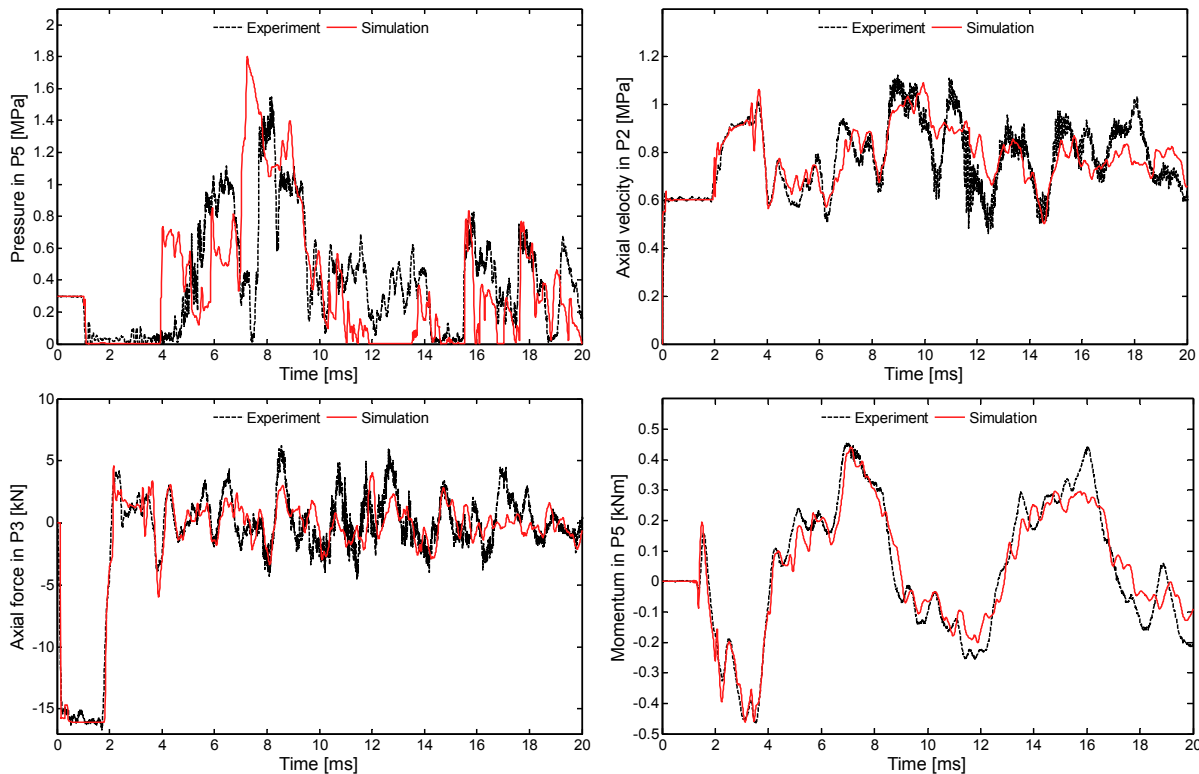 Experiment Simulation
Pressure in P5 [MPa]
2
1.8
1.6
1.4
1.2
1
0.8
0.6
0.4
0.2
0
0 2 4 6 8 10 12 14 16 18 20
Time [ms]
Experiment Simulation
Axial velocity in P2 [MPa]
1.4
1.2
1
0.8
0.6
0.4
0.2
0
0 2 4 6 8 10 12 14 16 18 20
Time [ms]
Experiment Simulation
Axial force in P3 [kN]
10
5
0
-5
-10
-15
0 2 4 6 8 10 12 14 16 18 20
Time [ms]
Experiment Simulation
Momentum in P5 [kNm]
0.5
0.4
0.3
0.2
0.1
0
-0.1
-0.2
-0.3
-0.4
-0.5
0 2 4 6 8 10 12 14 16 18 20
Time [ms]